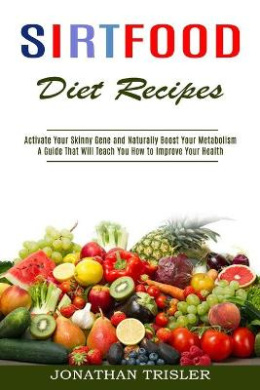 SIRTFOOD
Diet Recipes
Activate Your Skinny Gene and Naturally Boost Your Metabolism
A Guide That Will Teach You How to Improve Your Health
JONATHAN TRISLER